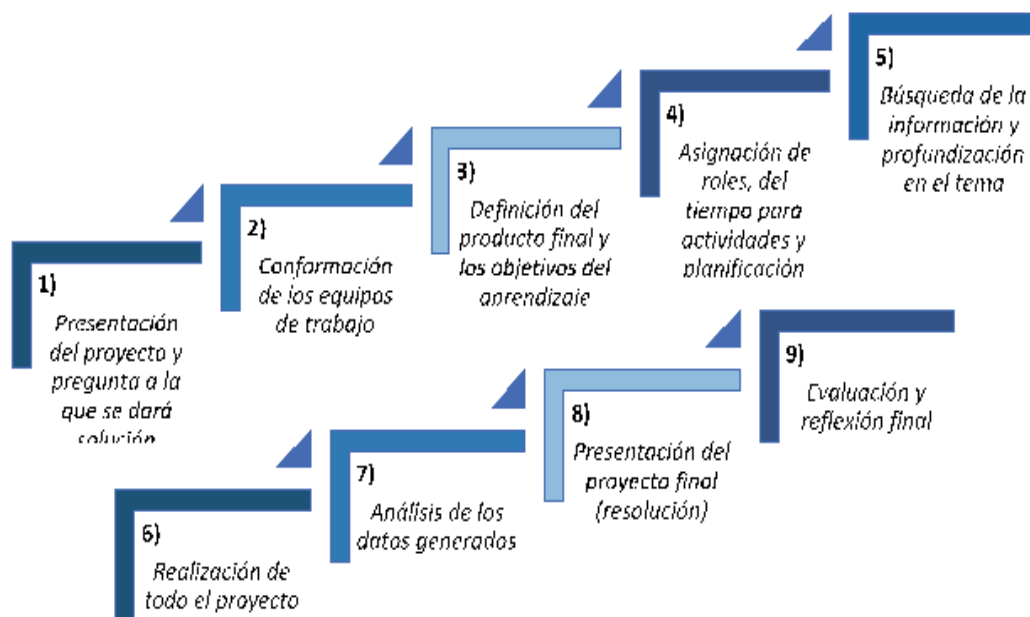 1)
Presentación
del proyecto y
pregunta a la
que se dará
solución
2)
Conformación
de los equipos
de trabajo
3)
Definición del
producto final y
los objetivos del
aprendizaje
4)
Asignación de
roles, del
tiempo para
actividades y
planificación
5)
Búsqueda de la
información y
profundización
en el tema
6)
Realización de
todo el proyecto
7)
Análisis de los
datos generados
8)
Presentación del
proyecto final
(resolución)
9)
Evaluación y
reflexión final